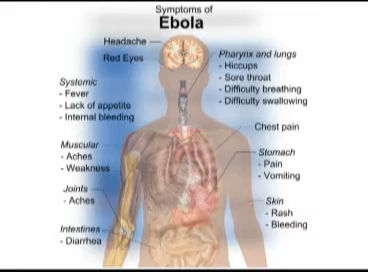 Symptoms of
Ebola
Headache
Red Eyes
Systemic
- Fever
- Lack of appetite
- Internal bleeding
Muscular
- Aches
- Weakness
Joints
- Aches
Intestines
- Diarrhea
Pharynx and lungs
- Hiccups
- Sore throat
- Difficulty breathing
- Difficulty swallowing
Chest pain
Stomach
- Pain
- Vomiting
Skin
- Rash
- Bleeding